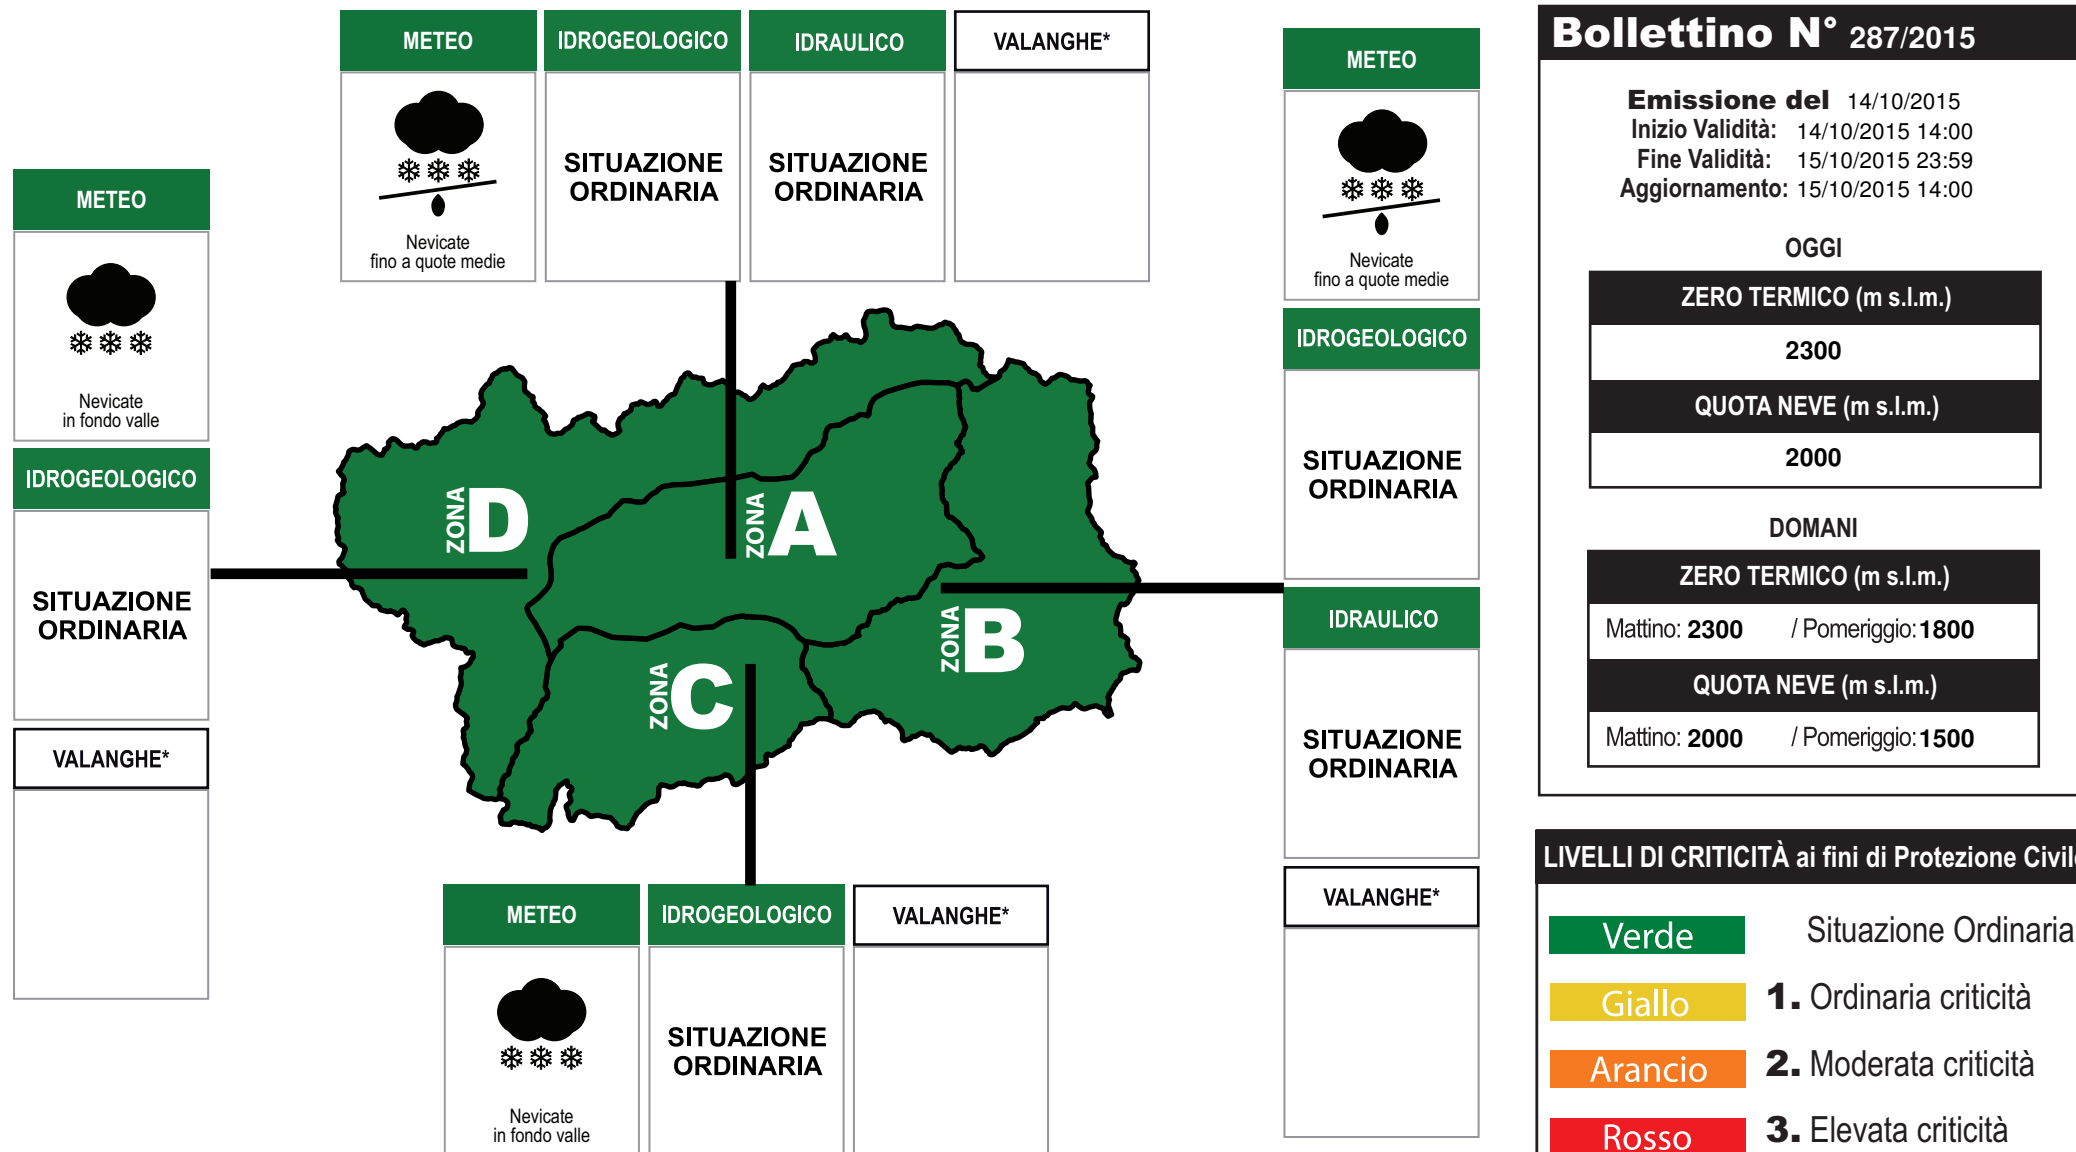 METEO
IDROGEOLOGICO
IDRAULICO
VALANGHE*
Nevicate
fino a quote medie
SITUAZIONE
ORDINARIA
SITUAZIONE
ORDINARIA
METEO
Nevicate
in fondo valle
IDROGEOLOGICO
SITUAZIONE
ORDINARIA
VALANGHE*
METEO
Nevicate
fino a quote medie
IDROGEOLOGICO
SITUAZIONE
ORDINARIA
IDRAULICO
SITUAZIONE
ORDINARIA
VALANGHE*
ZONA D
ZONA A
ZONA B
ZONA C
METEO
IDROGEOLOGICO
VALANGHE*
Nevicate
in fondo valle
SITUAZIONE
ORDINARIA
Bollettino N° 287/2015
Emissione del 14/10/2015
Inizio Validità: 14/10/2015 14:00
Fine Validità: 15/10/2015 23:59
Aggiornamento: 15/10/2015 14:00
OGGI
ZERO TERMICO (m s.l.m.)
2300
QUOTA NEVE (m s.l.m.)
2000
DOMANI
ZERO TERMICO (m s.l.m.)
Mattino: 2300 / Pomeriggio: 1800
QUOTA NEVE (m s.l.m.)
Mattino: 2000 / Pomeriggio: 1500
LIVELLI DI CRITICITÀ ai fini di Protezione Civile
Verde Situazione Ordinaria
Giallo 1. Ordinaria criticità
Arancio 2. Moderata criticità
Rosso 3. Elevata criticità